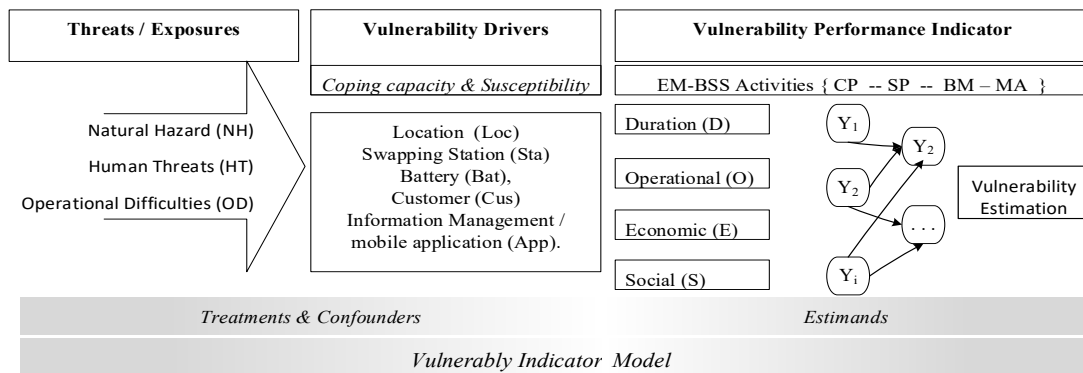 Threats / Exposures
Natural Hazard (NH)
Human Threats (HT)
Operational Difficulties (OD)
Vulnerability Drivers
Coping capacity & Susceptibility
Location (Loc)
Swapping Station (Sta)
Battery (Bat),
Customer (Cus)
Information Management /
mobile application (App).
Vulnerability Performance Indicator
EM-BSS Activities { CP -- SP -- BM – MA }
Duration (D)
Operational (O)
Economic (E)
Social (S)
Y1
Y2
Y2
. . .
Yi
Vulnerability
Estimation
Treatments & Confounders
Estimands
Vulnerably Indicator Model